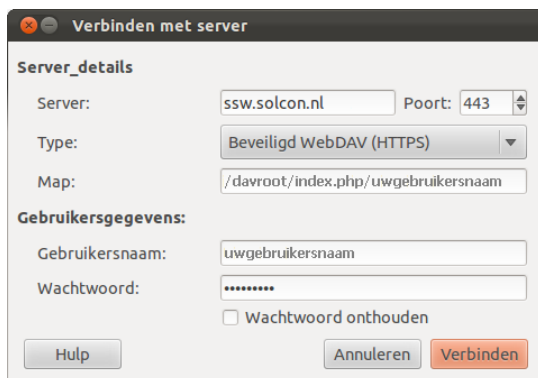 Verbinden met server
Server_details
Server: ssw.solcon.nl Poort: 443
Type: Beveiligd WebDAV (HTTPS)
Map: /davroot/index.php/uwgebruikersnaam
Gebruikersgegevens:
Gebruikersnaam: uwgebruikersnaam
Wachtwoord: •••••••••
Wachtwoord onthouden
Hulp Annuleren Verbinden